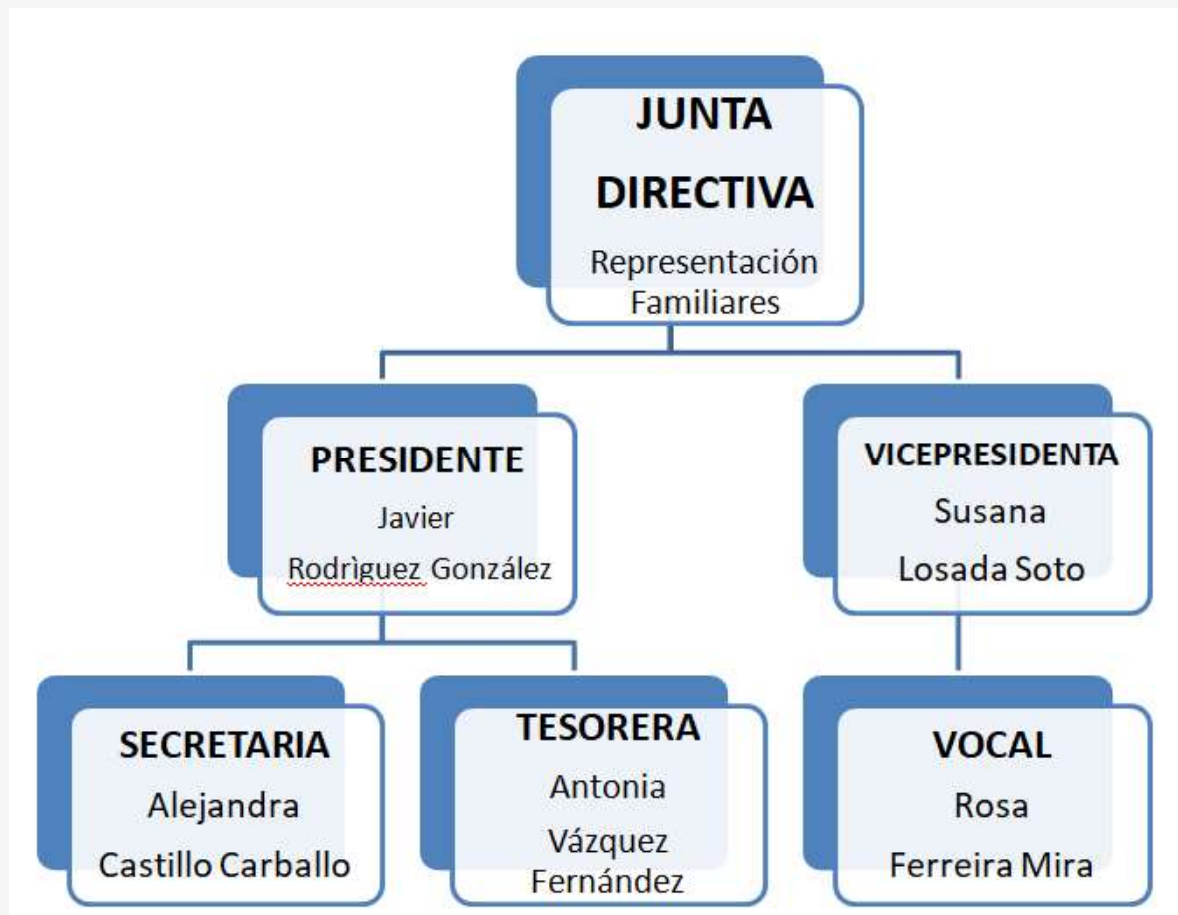 JUNTA
DIRECTIVA
Representación
Familiares
PRESIDENTE
Javier
Rodrìguez González
VICEPRESIDENTA
Susana
Losada Soto
SECRETARIA
Alejandra
Castillo Carballo
TESORERA
Antonia
Vázquez
Fernández
VOCAL
Rosa
Ferreira Mira